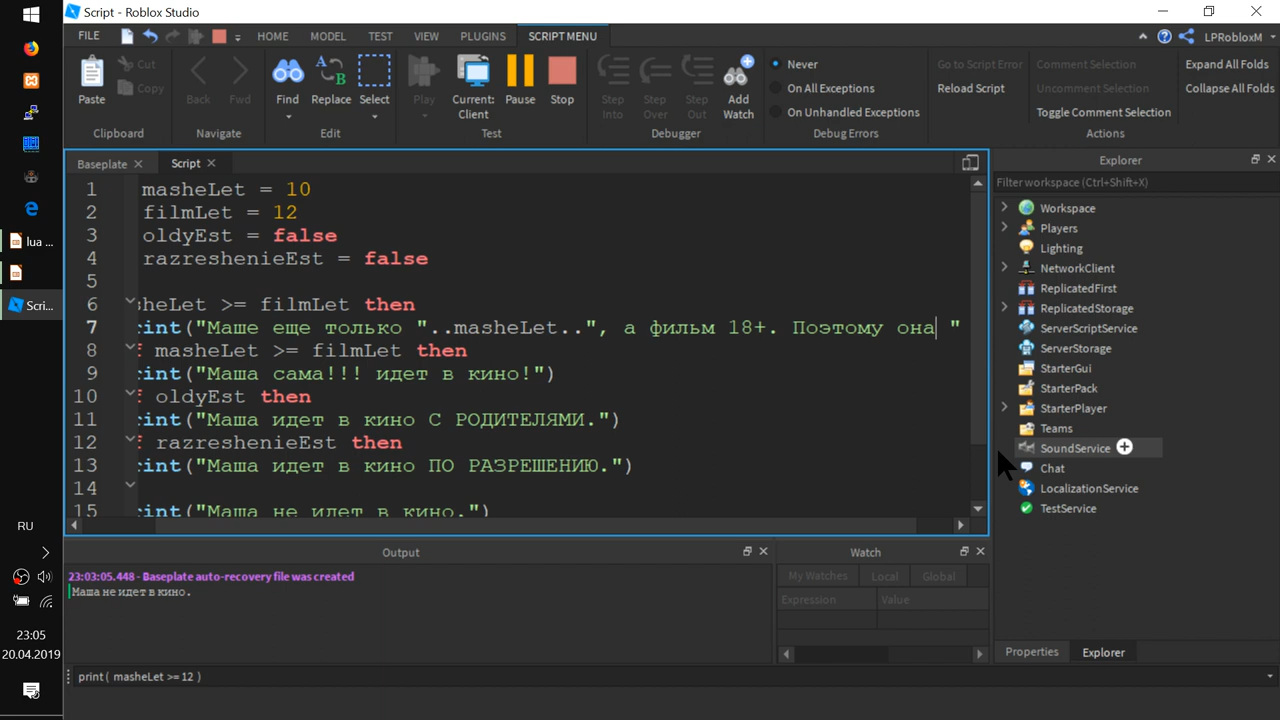 Script - Roblox Studio
FILE HOME MODEL TEST VIEW PLUGINS SCRIPT MENU LPRobloxM
Paste Cut Copy
Back Fwd
Find Replace Select
Play Current: Client Pause Stop
Step Into Step Over Step Out Add Watch
Never
On All Exceptions
On Unhandled Exceptions
Go to Script Error
Reload Script
Comment Selection
Uncomment Selection
Toggle Comment Selection
Expand All Folds
Collapse All Folds
Clipboard Navigate Edit Test Debugger Debug Errors Actions
Baseplate Script
1 masheLet = 10
2 filmLet = 12
3 oldyEst = false
4 razreshenieEst = false
5
6 heLet >= filmLet then
7 int("Маше еще только "..masheLet..", а фильм 18+. Поэтому она "
8 f masheLet >= filmLet then
9 int("Маша сама!!! идет в кино!")
10 f oldyEst then
11 int("Маша идет в кино С РОДИТЕЛЯМИ.")
12 f razreshenieEst then
13 int("Маша идет в кино ПО РАЗРЕШЕНИЮ.")
14
15 int("Маша не идет в кино.")
Explorer
Filter workspace (Ctrl+Shift+X)
Workspace
Players
Lighting
NetworkClient
ReplicatedFirst
ReplicatedStorage
ServerScriptService
ServerStorage
StarterGui
StarterPack
StarterPlayer
Teams
SoundService
Chat
LocalizationService
TestService
Properties Explorer
Output
23:03:05.448 - Baseplate auto-recovery file was created
Маша не идет в кино.
Watch
My Watches Local Global
Expression Value
print( masheLet >= 12 )
lua ...
Scri...
RU
23:05
20.04.2019